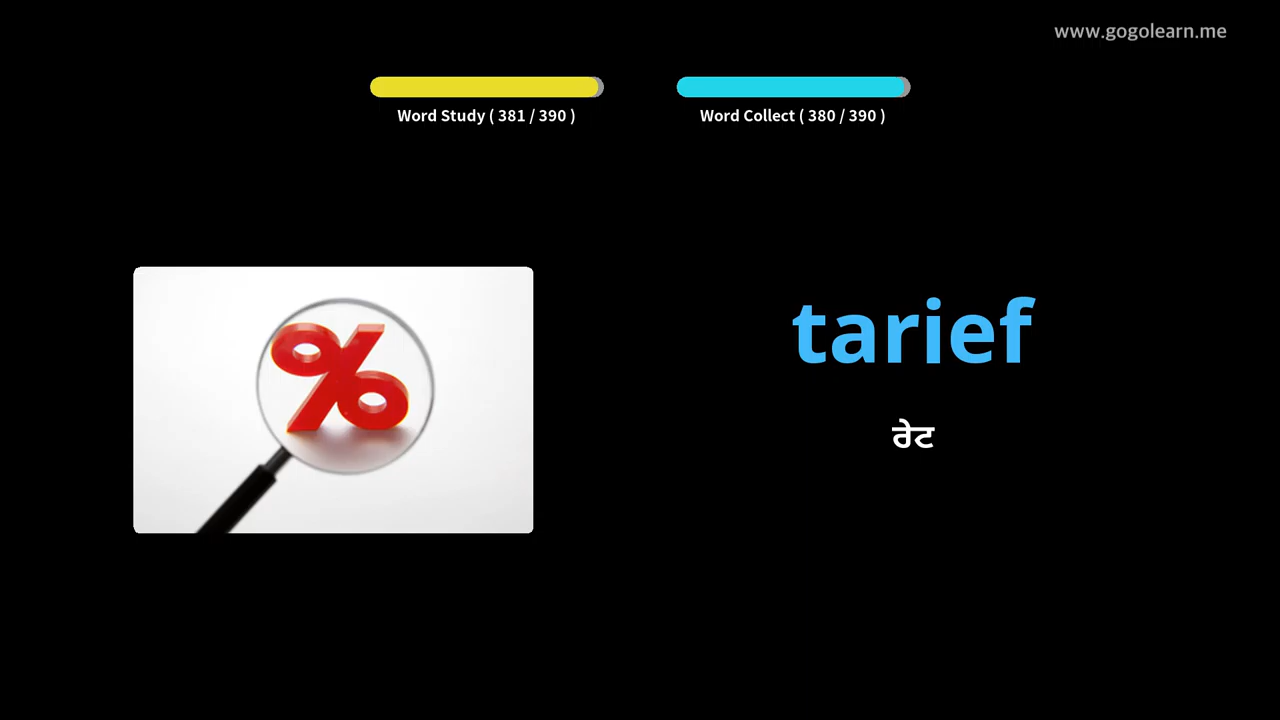 www.gogolearn.me
Word Study ( 381 / 390 )
Word Collect ( 380 / 390 )
%
tarief
ਰੇਟ